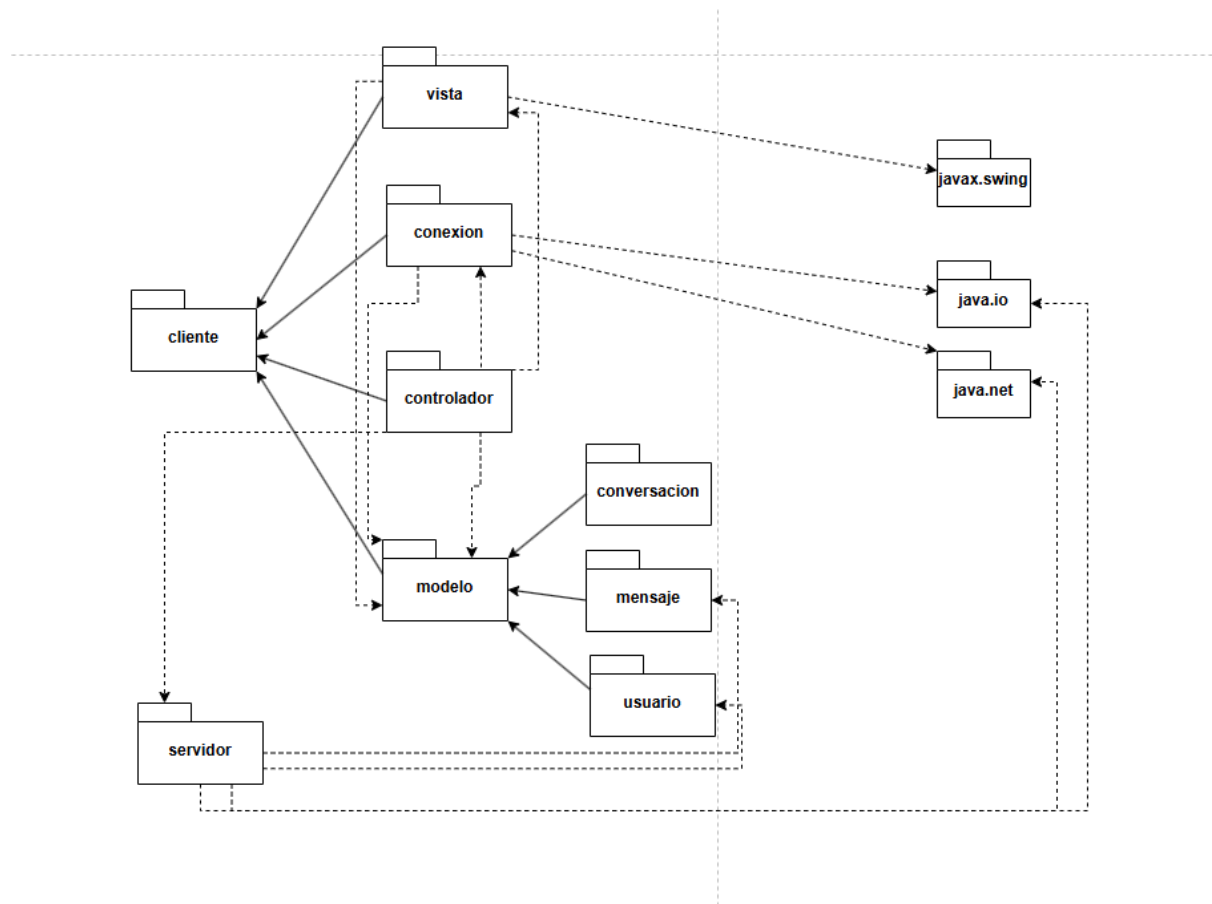 vista
javax.swing
conexion
java.io
cliente
controlador
java.net
conversacion
modelo
mensaje
usuario
servidor